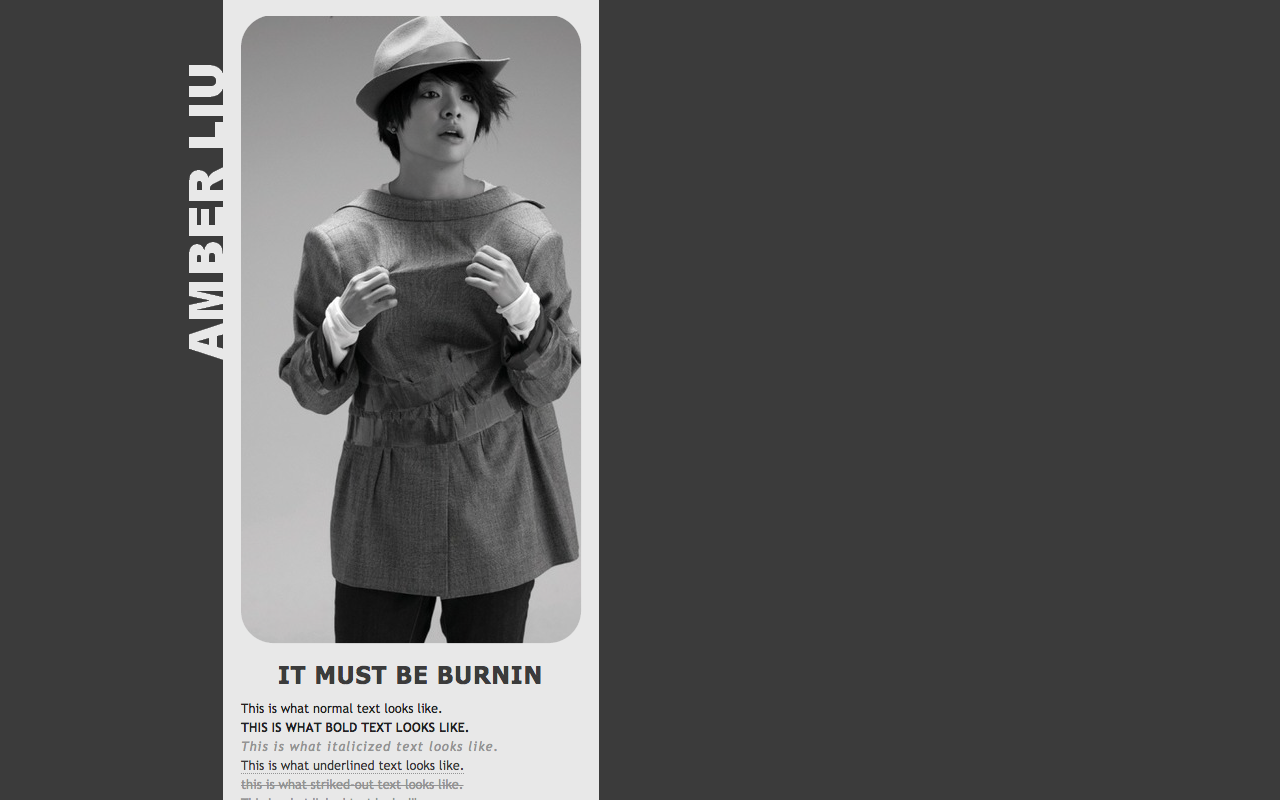 AMBER LIU
IT MUST BE BURNIN
This is what normal text looks like.
THIS IS WHAT BOLD TEXT LOOKS LIKE.
This is what italicized text looks like.
This is what underlined text looks like.
this is what striked-out text looks like.